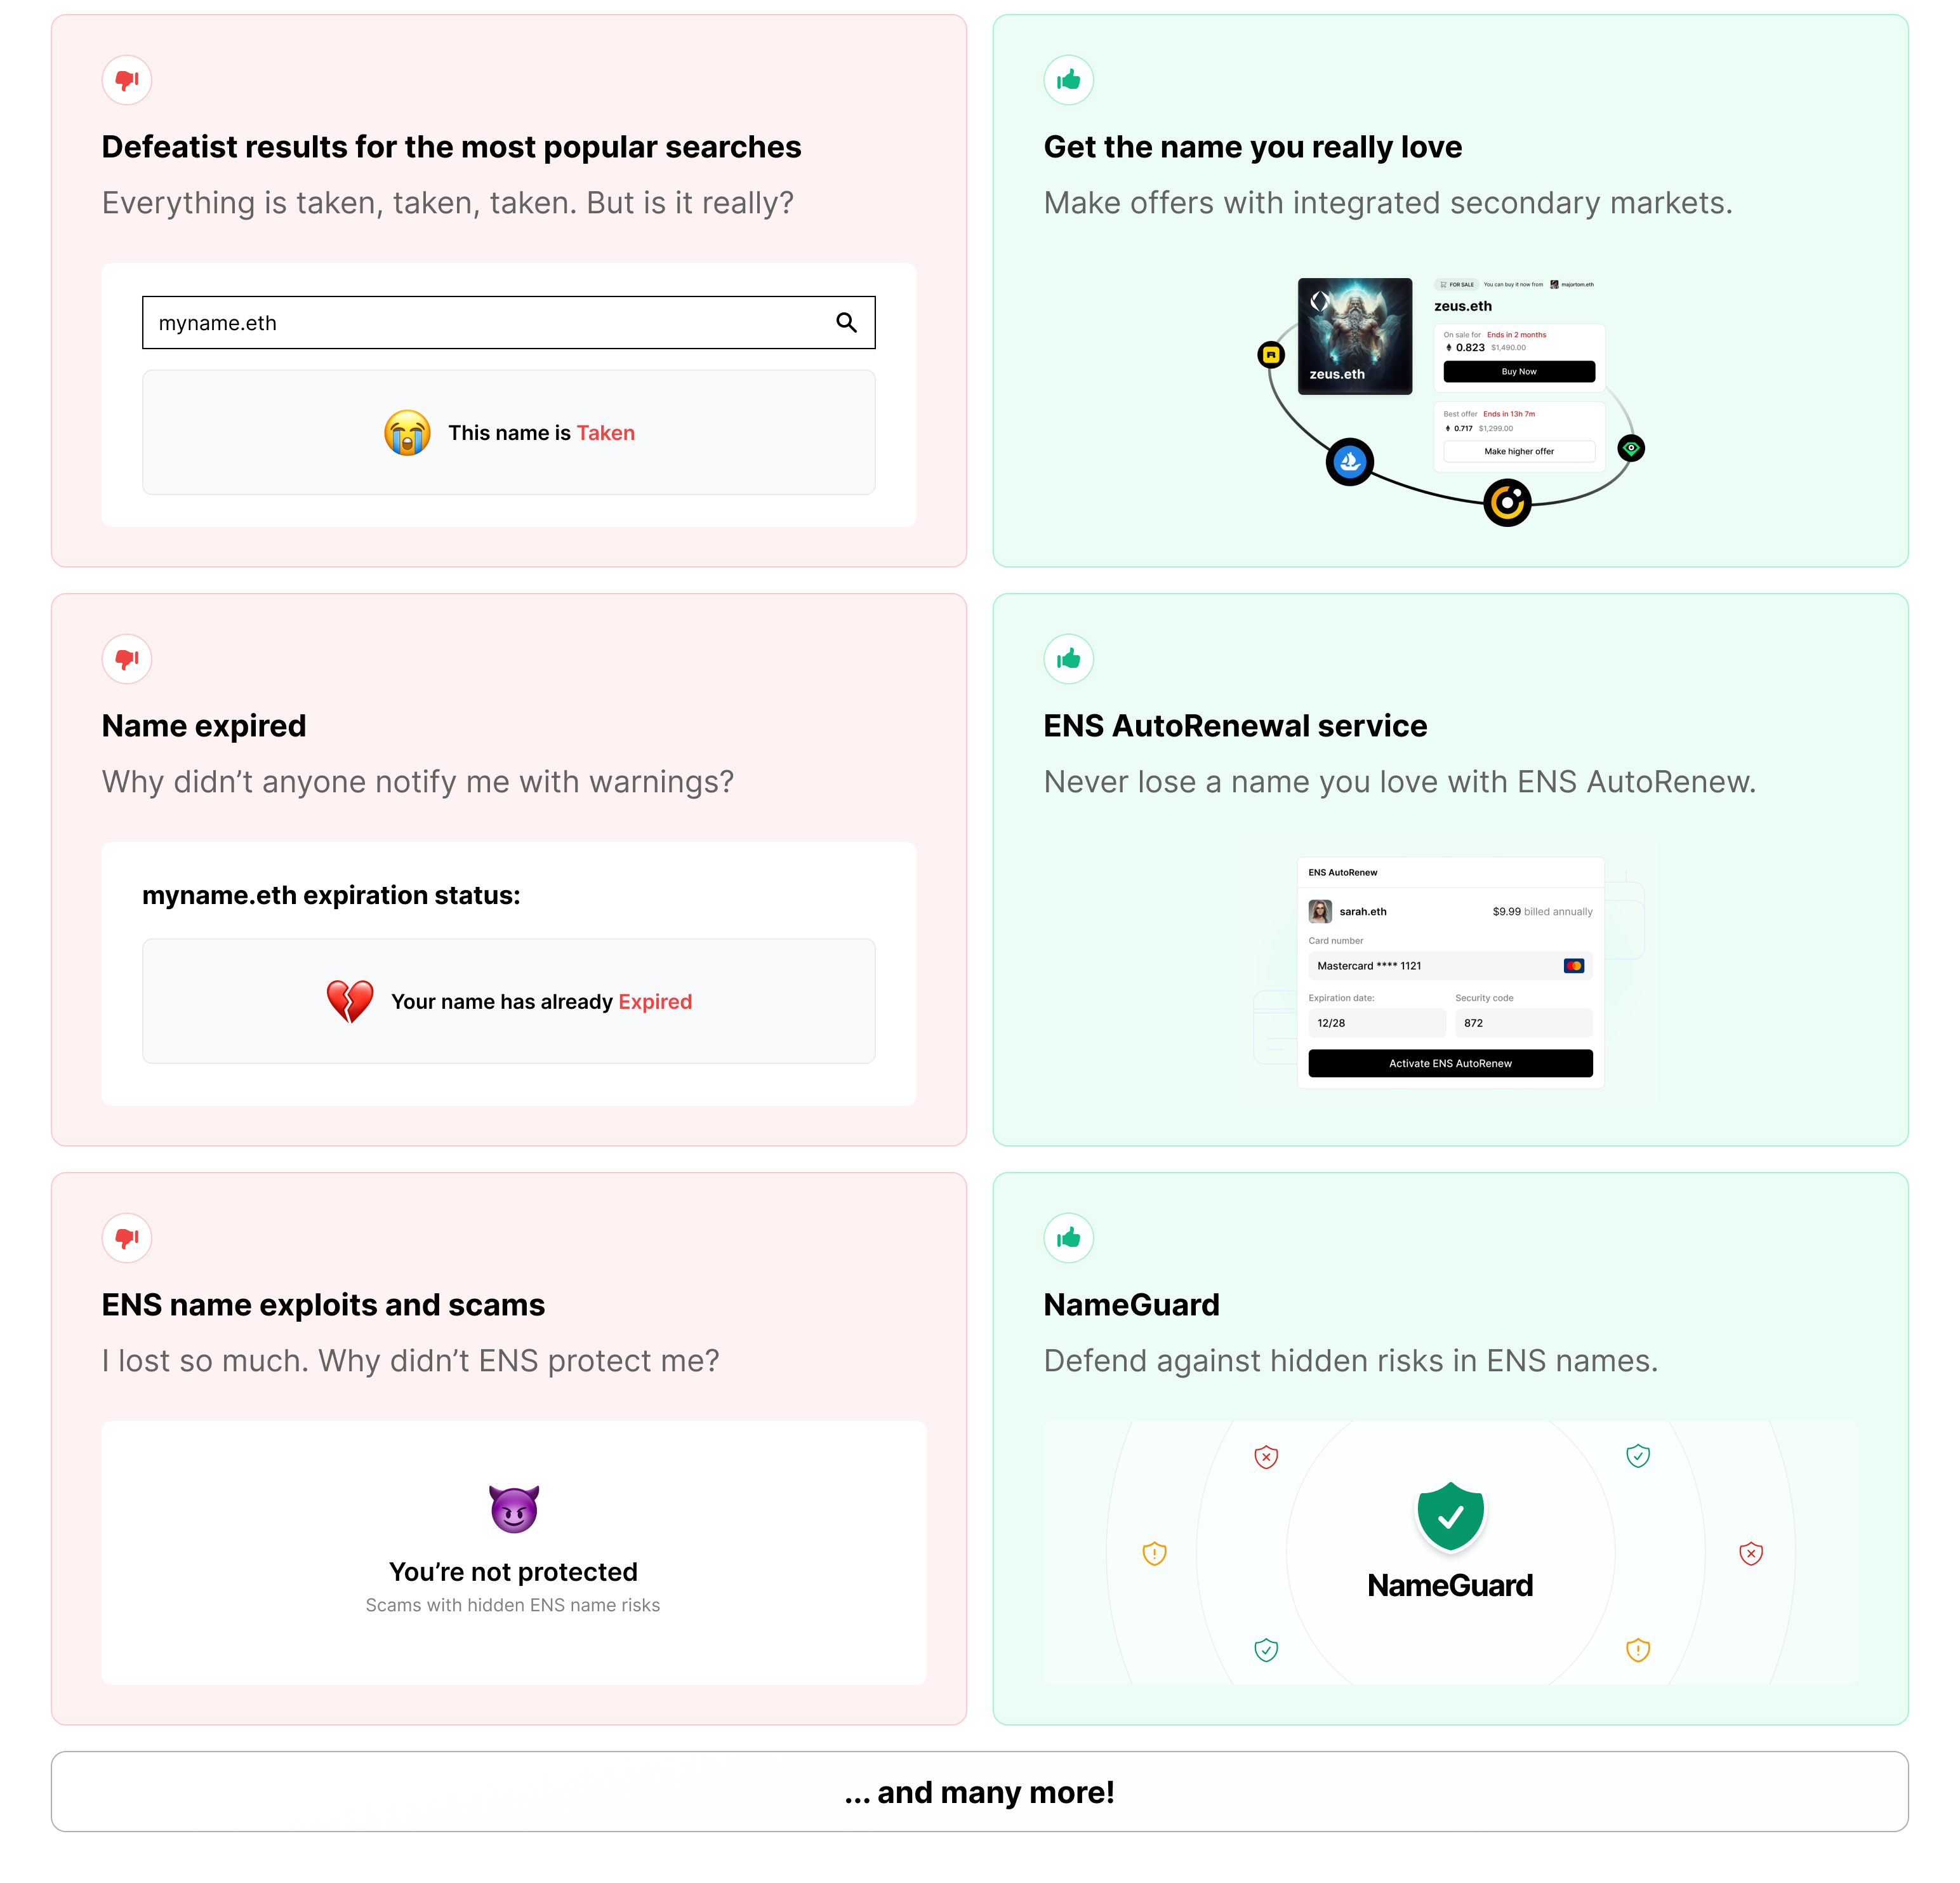 Defeatist results for the most popular searches
Everything is taken, taken, taken. But is it really?
myname.eth
This name is Taken
Get the name you really love
Make offers with integrated secondary markets.
zeus.eth
FOR SALE You can buy it now from majortom.eth
zeus.eth
On sale for Ends in 2 months
0.823 $1,490.00
Buy Now
Best offer Ends in 13h 7m
0.717 $1,299.00
Make higher offer
Name expired
Why didn’t anyone notify me with warnings?
myname.eth expiration status:
Your name has already Expired
ENS AutoRenewal service
Never lose a name you love with ENS AutoRenew.
ENS AutoRenew
sarah.eth $9.99 billed annually
Card number
Mastercard **** 1121
Expiration date: Security code
12/28 872
Activate ENS AutoRenew
ENS name exploits and scams
I lost so much. Why didn’t ENS protect me?
You’re not protected
Scams with hidden ENS name risks
NameGuard
Defend against hidden risks in ENS names.
NameGuard
... and many more!